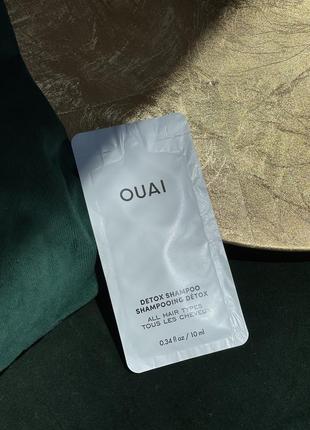 OUAI
DETOX SHAMPOO
SHAMPOOING DÉTOX
ALL HAIR TYPES
TOUS LES CHEVEUX
0.34 fl oz / 10 ml